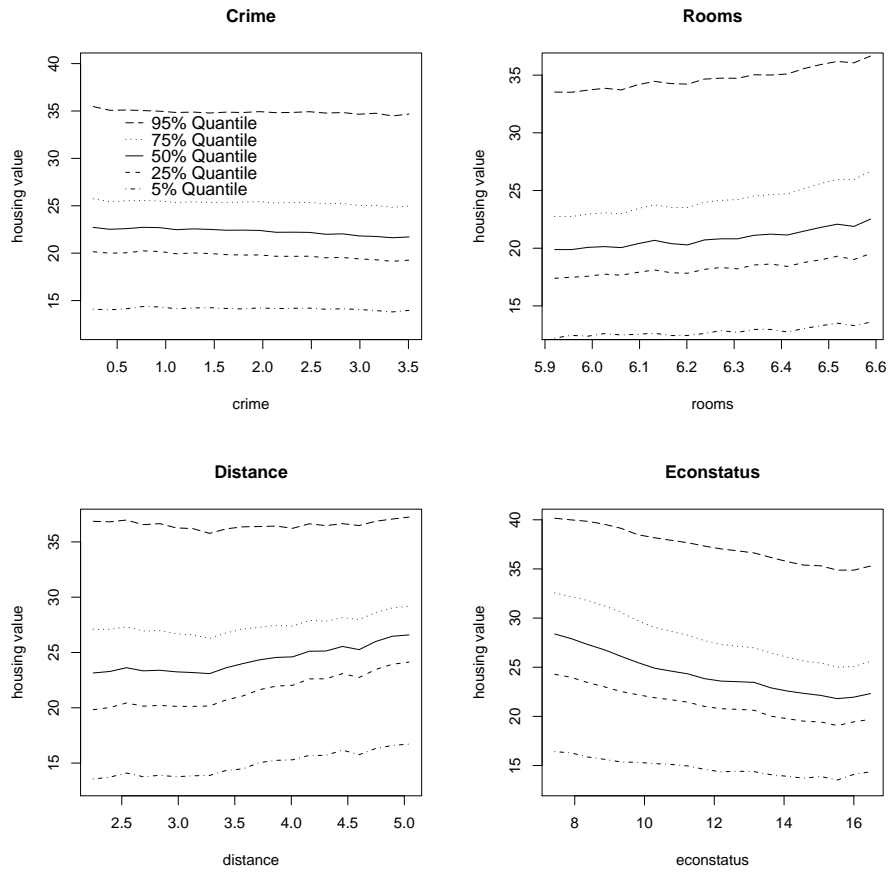 Crime
40
35
30
25
20
15
housing value
95% Quantile
75% Quantile
50% Quantile
25% Quantile
5% Quantile
0.5 1.0 1.5 2.0 2.5 3.0 3.5
crime
Rooms
35
30
25
20
15
housing value
5.9 6.0 6.1 6.2 6.3 6.4 6.5 6.6
rooms
Distance
35
30
25
20
15
housing value
2.5 3.0 3.5 4.0 4.5 5.0
distance
Econstatus
40
35
30
25
20
15
housing value
8 10 12 14 16
econstatus